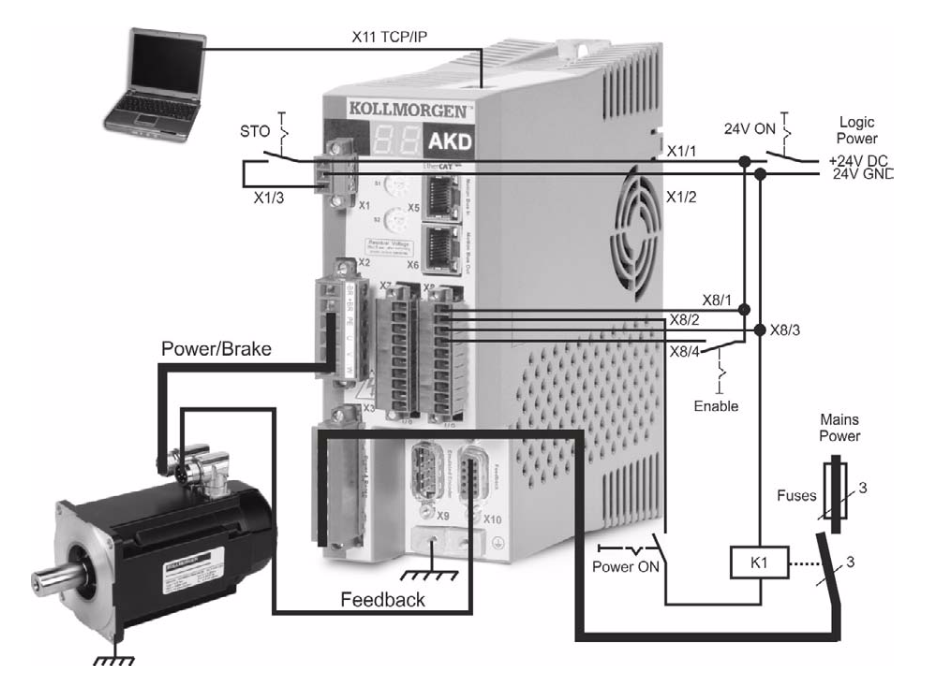 X11 TCP/IP
KOLLMORGEN
AKD
STO
24V ON
Logic
Power
X1/1
+24V DC
24V GND
X1/3
X1
X5
X1/2
X2
X6
X7
X8
X8/1
X8/2
X8/3
X8/4
Power/Brake
Enable
X3
Mains
Power
Fuses
3
X9
X10
Power ON
K1
3
Feedback
KOLLMORGEN